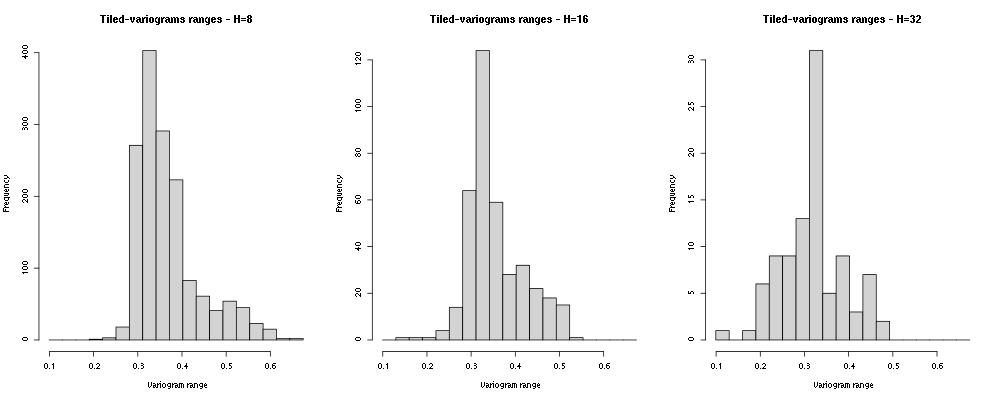 Tiled-variograms ranges - H=8
Frequency
400
300
200
100
0
0.1 0.2 0.3 0.4 0.5 0.6
Variogram range
Tiled-variograms ranges - H=16
Frequency
120
100
80
60
40
20
0
0.1 0.2 0.3 0.4 0.5 0.6
Variogram range
Tiled-variograms ranges - H=32
Frequency
30
25
20
15
10
5
0
0.1 0.2 0.3 0.4 0.5 0.6
Variogram range